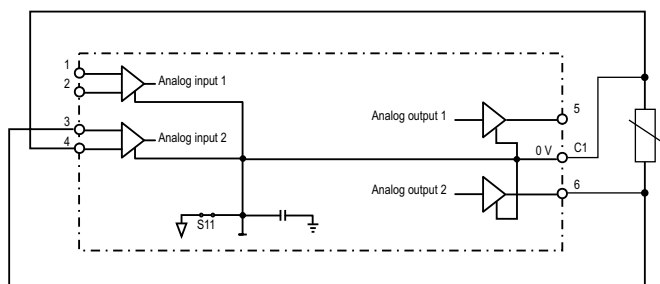 1
Analog input 1
2
5
Analog output 1
3
Analog input 2
4
0 V
C1
6
Analog output 2
S11